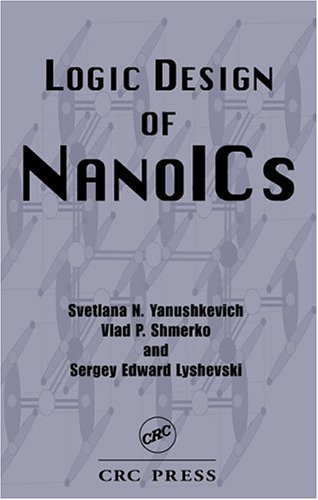 LOGIC DESIGN
OF
NANOICS
Svetlana N. Yanushkevich
Vlad P. Shmerko
and
Sergey Edward Lyshevski
CRC
CRC PRESS